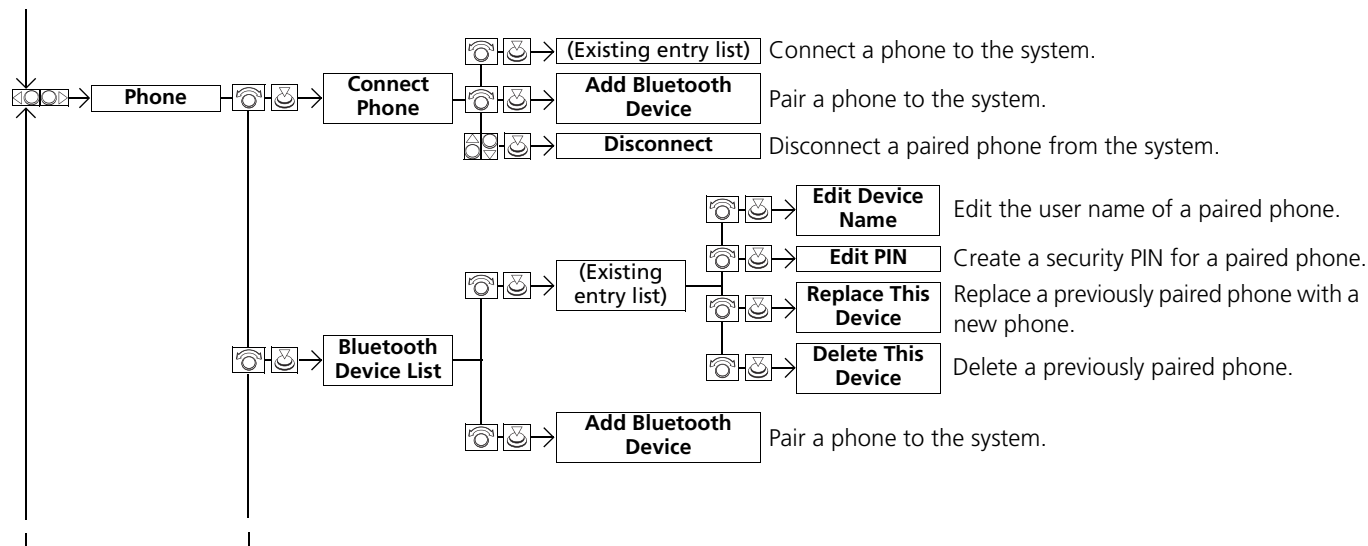 Phone
Connect
Phone
(Existing entry list)
Connect a phone to the system.
Add Bluetooth
Device
Pair a phone to the system.
Disconnect
Disconnect a paired phone from the system.
Bluetooth
Device List
(Existing
entry list)
Edit Device
Name
Edit the user name of a paired phone.
Edit PIN
Create a security PIN for a paired phone.
Replace This
Device
Replace a previously paired phone with a
new phone.
Delete This
Device
Delete a previously paired phone.
Add Bluetooth
Device
Pair a phone to the system.